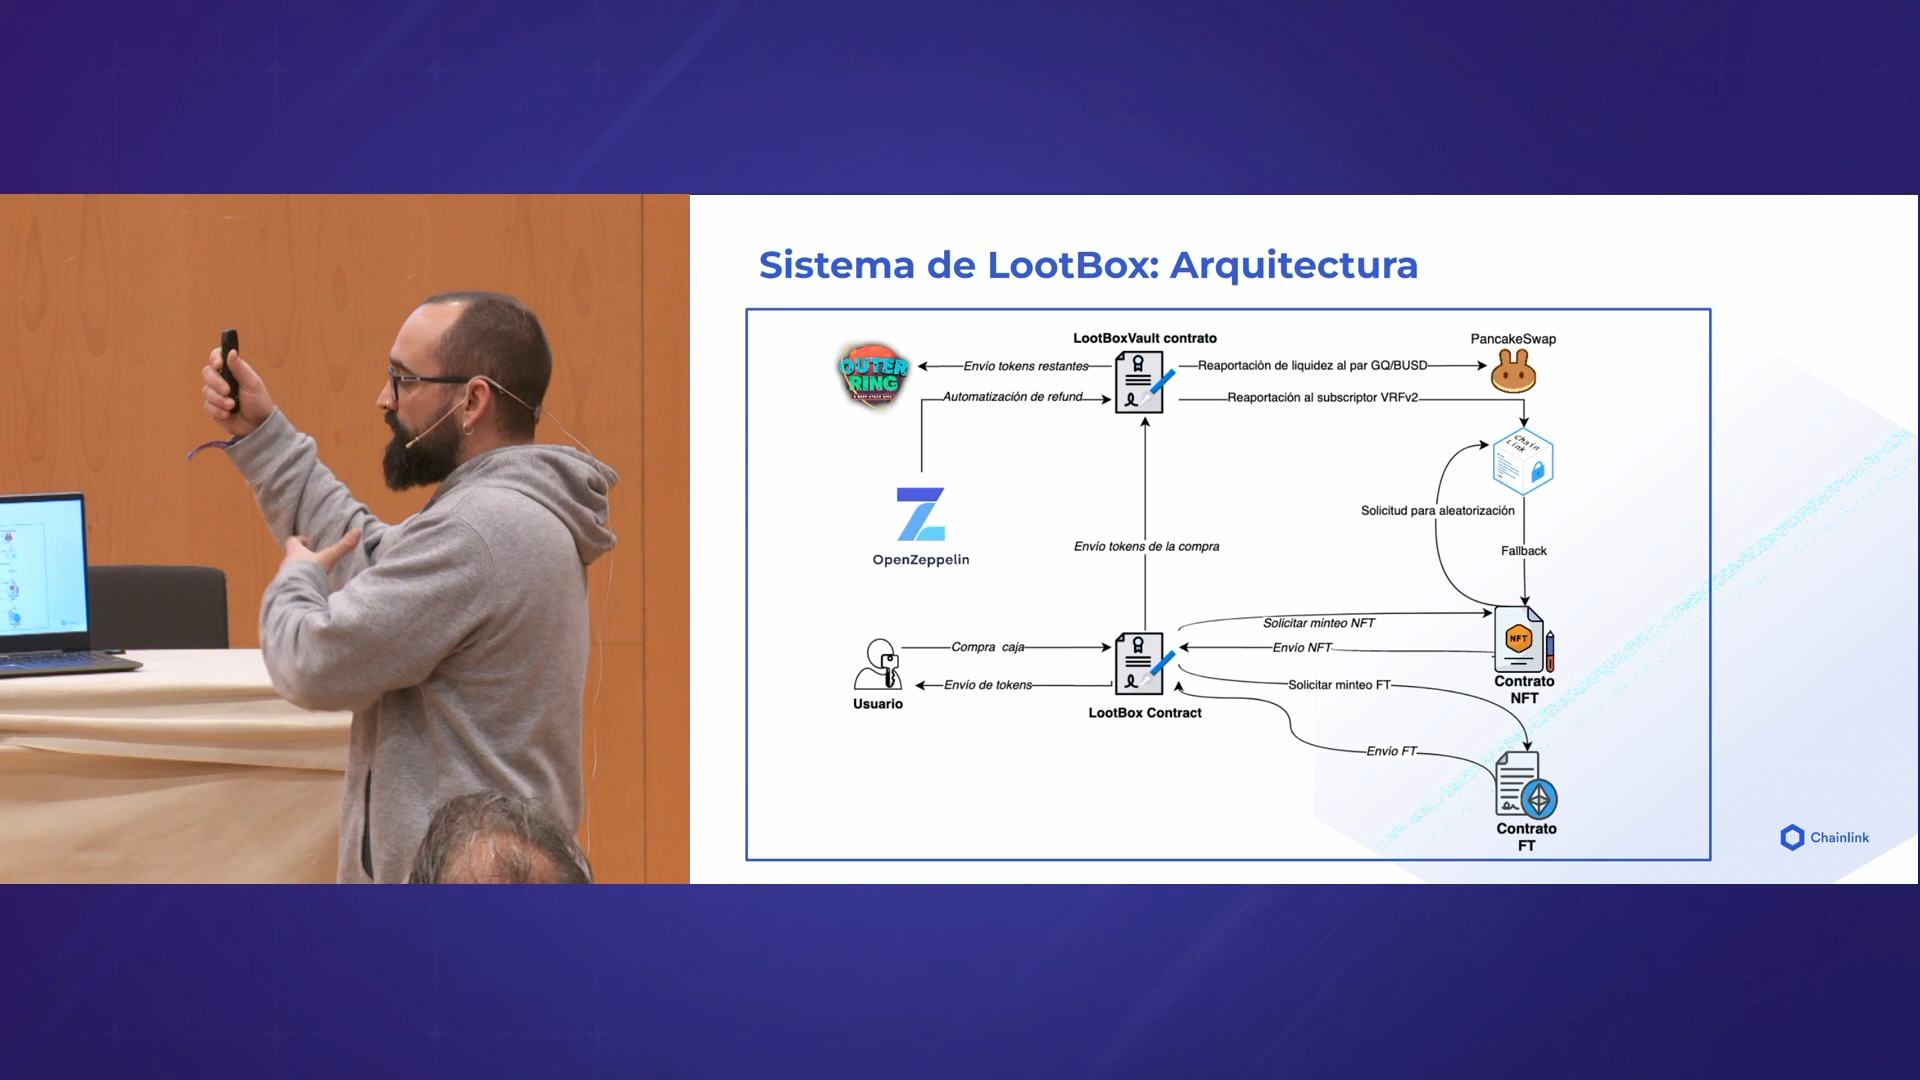 Sistema de LootBox: Arquitectura
LootBoxVault contrato
PancakeSwap
OUTER
RING
Envío tokens restantes
Reaportación de liquidez al par GQ/BUSD
Automatización de refund
Reaportación al subscriptor VRFv2
Chain
Link
Solicitud para aleatorización
OpenZeppelin
Envío tokens de la compra
Fallback
Solicitar minteo NFT
NFT
Compra caja
Envío NFT
Envío de tokens
Solicitar minteo FT
Contrato
NFT
Usuario
LootBox Contract
Envío FT
Contrato
FT
Chainlink